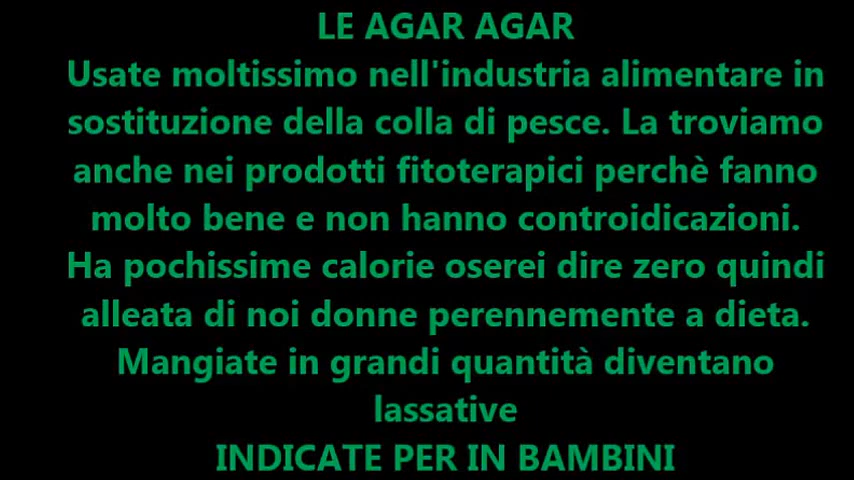 LE AGAR AGAR
Usate moltissimo nell'industria alimentare in
sostituzione della colla di pesce. La troviamo
anche nei prodotti fitoterapici perchè fanno
molto bene e non hanno controidicazioni.
Ha pochissime calorie oserei dire zero quindi
alleata di noi donne perennemente a dieta.
Mangiate in grandi quantità diventano
lassative
INDICATE PER IN BAMBINI